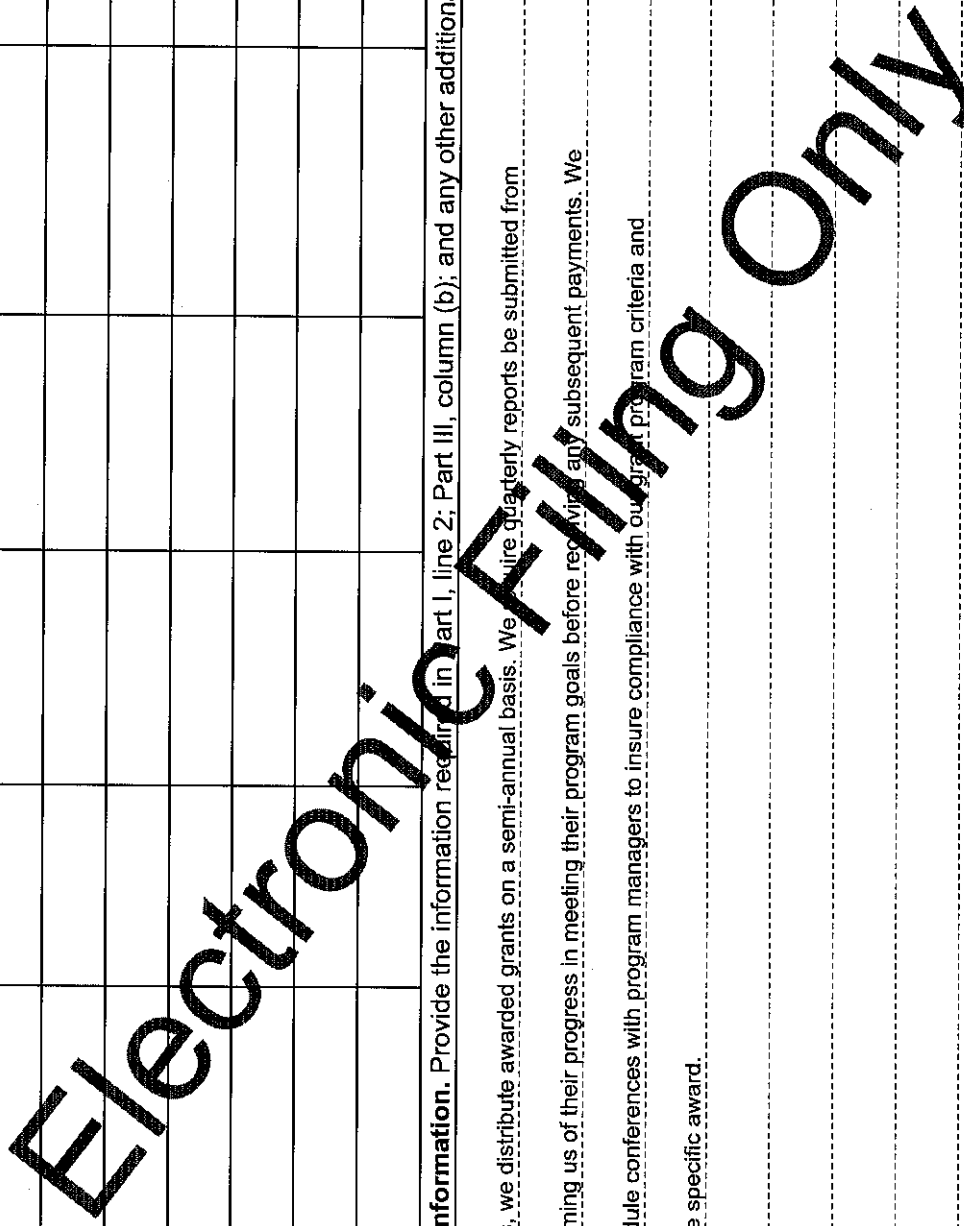 nformation. Provide the information required in Part I, line 2; Part III, column (b); and any other addition
, we distribute awarded grants on a semi-annual basis. We require quarterly reports be submitted from
ming us of their progress in meeting their program goals before receiving any subsequent payments. We
dule conferences with program managers to insure compliance with our grant program criteria and
e specific award.
Electronic Filing Only